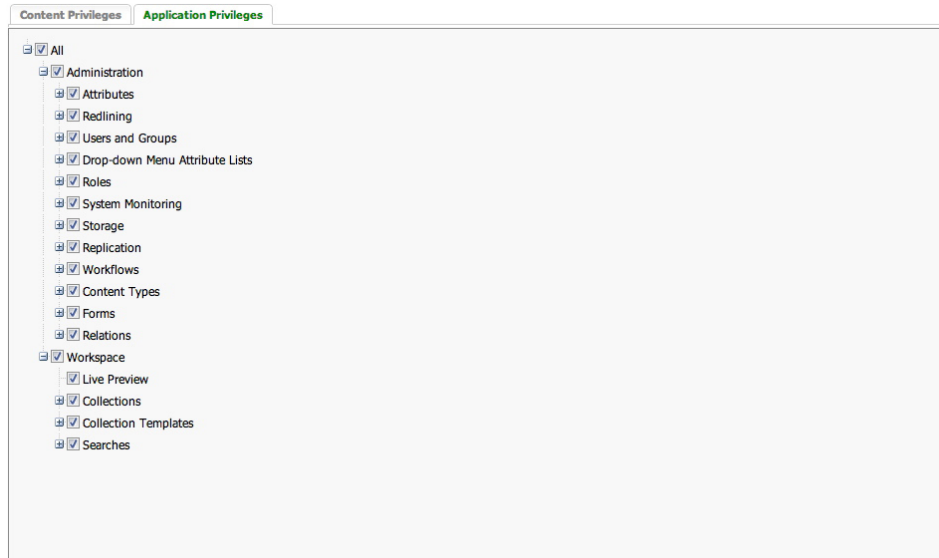 Content Privileges Application Privileges
All
Administration
Attributes
Redlining
Users and Groups
Drop-down Menu Attribute Lists
Roles
System Monitoring
Storage
Replication
Workflows
Content Types
Forms
Relations
Workspace
Live Preview
Collections
Collection Templates
Searches